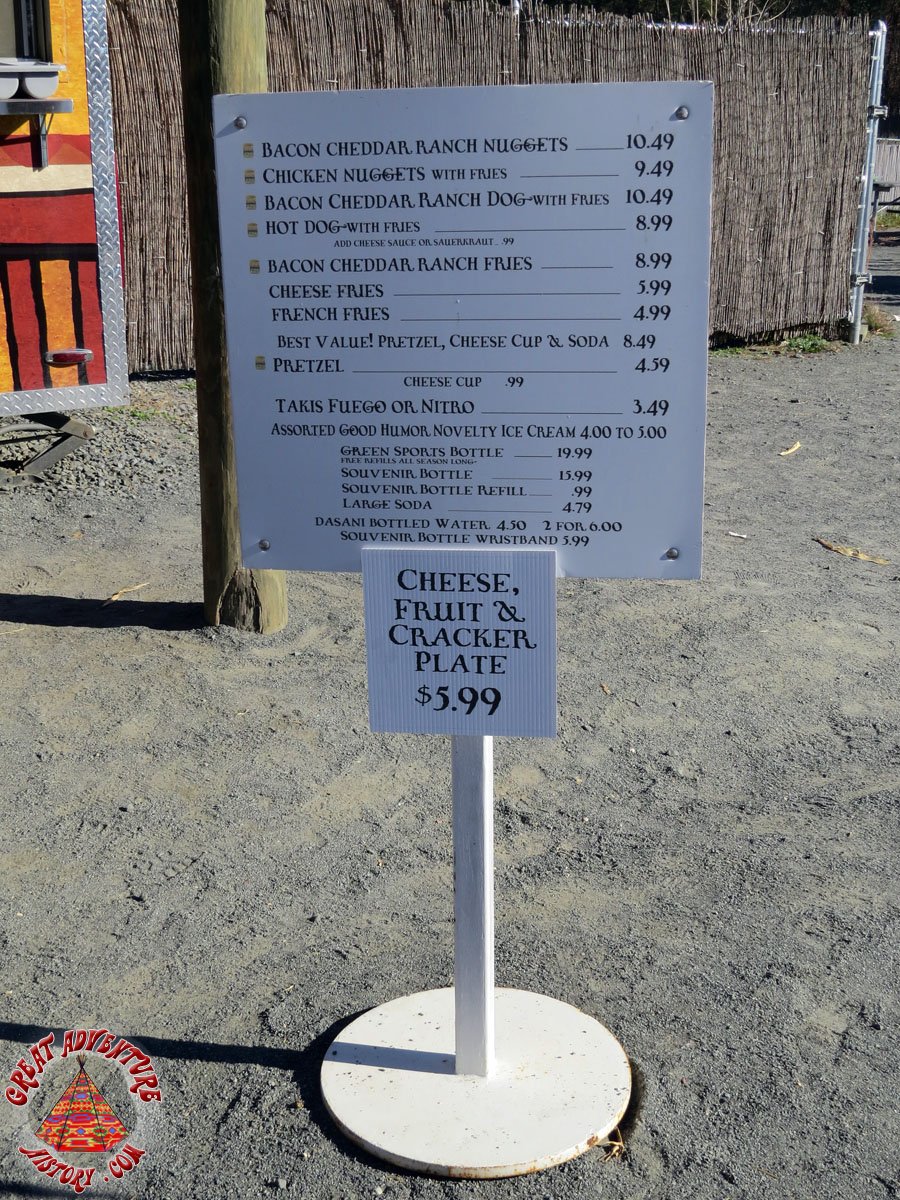 BACON CHEDDAR RANCH NUGGETS 10.49
CHICKEN NUGGETS WITH FRIES 9.49
BACON CHEDDAR RANCH DOG-WITH FRIES 10.49
HOT DOG-WITH FRIES 8.99
ADD CHEESE SAUCE OR SAUERKRAUT .99
BACON CHEDDAR RANCH FRIES 8.99
CHEESE FRIES 5.99
FRENCH FRIES 4.99
BEST VALUE! PRETZEL, CHEESE CUP & SODA 8.49
PRETZEL 4.59
CHEESE CUP .99
TAKIS FUEGO OR NITRO 3.49
ASSORTED GOOD HUMOR NOVELTY ICE CREAM 4.00 TO 5.00
GREEN SPORTS BOTTLE 19.99
FREE REFILLS ALL SEASON LONG-
SOUVENIR BOTTLE 15.99
SOUVENIR BOTTLE REFILL .99
LARGE SODA 4.79
DASANI BOTTLED WATER 4.50 2 FOR 6.00
SOUVENIR BOTTLE WRISTBAND 5.99
CHEESE,
FRUIT &
CRACKER
PLATE
$5.99
GREAT ADVENTURE
HISTORY.COM